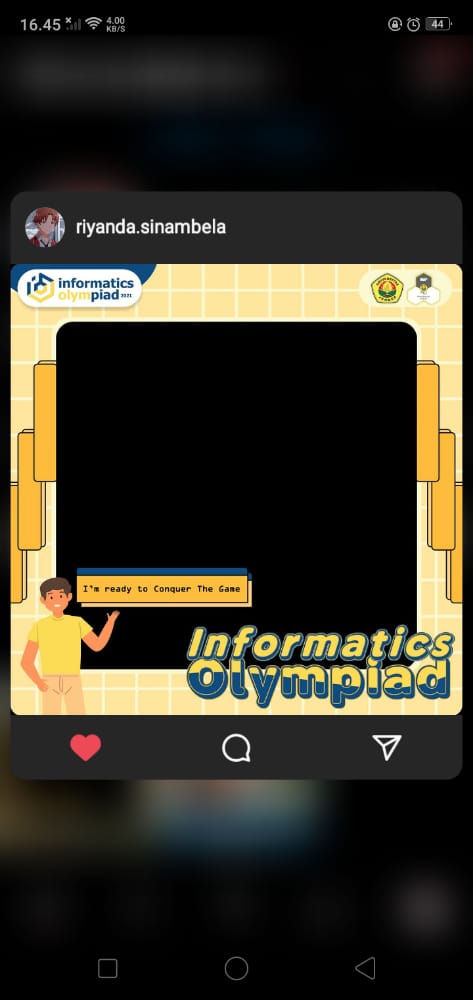 16.45
4.00
KB/S
44
riyanda.sinambela
informatics
olympiad 2021
I'm ready to Conquer The Game
Informatics
Olympiad